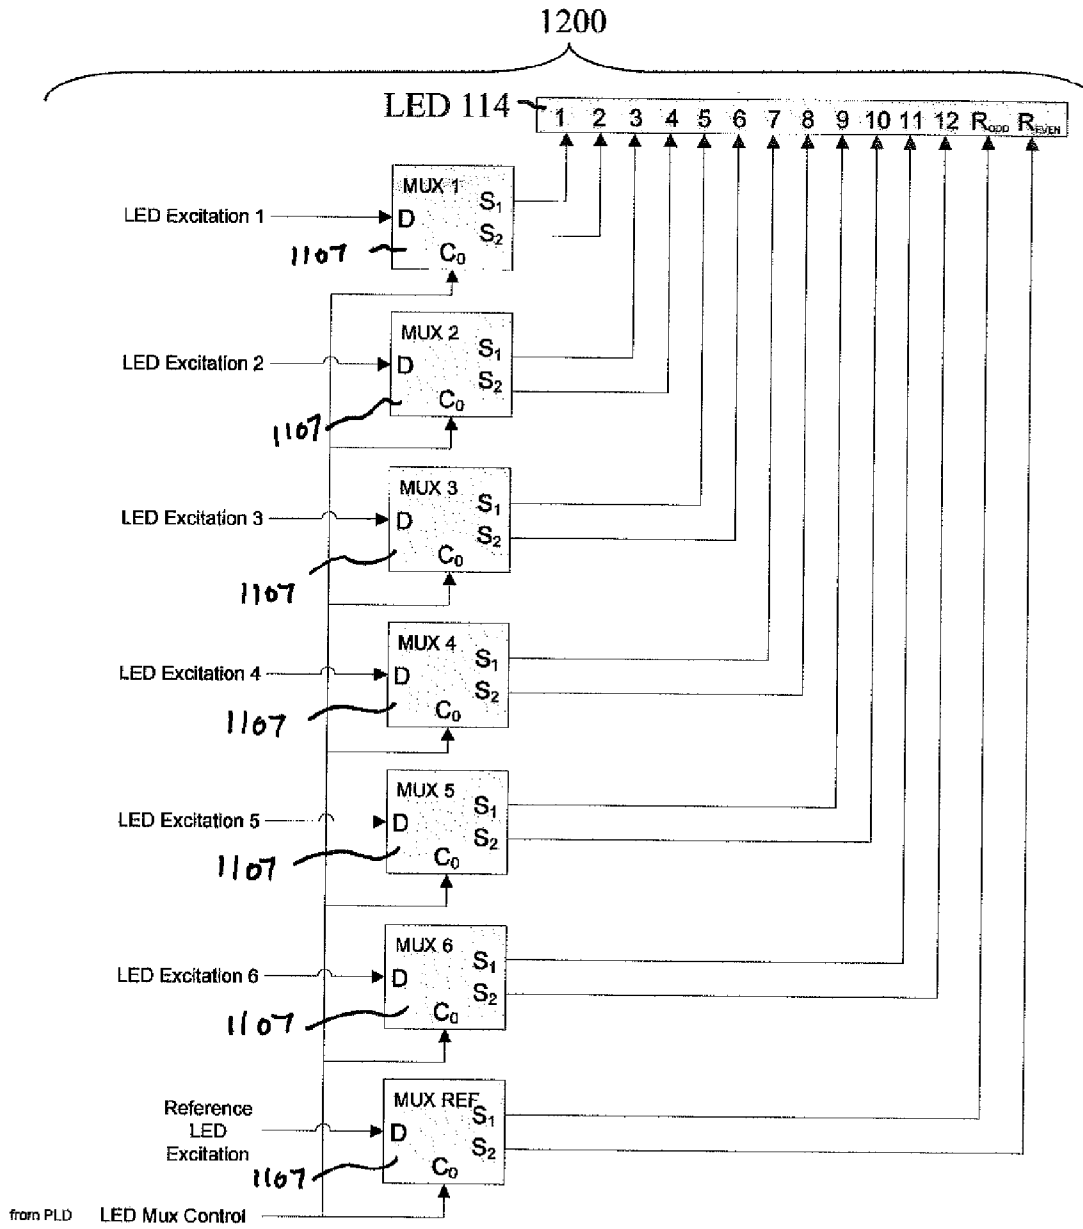 1200
LED 114 1 2 3 4 5 6 7 8 9 10 11 12 R_ODD R_EVEN
MUX 1
LED Excitation 1 D S₁
S₂
1107 C₀
MUX 2
LED Excitation 2 D S₁
S₂
1107 C₀
MUX 3
LED Excitation 3 D S₁
S₂
1107 C₀
MUX 4
LED Excitation 4 D S₁
S₂
1107 C₀
MUX 5
LED Excitation 5 D S₁
S₂
1107 C₀
MUX 6
LED Excitation 6 D S₁
S₂
1107 C₀
MUX REF
Reference
LED
Excitation
D S₁
S₂
1107 C₀
from PLD LED Mux Control